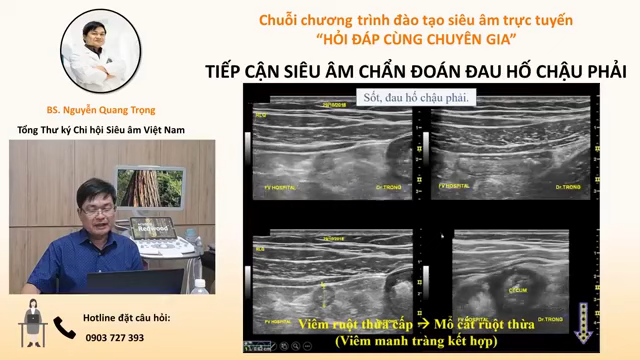 Chuỗi chương trình đào tạo siêu âm trực tuyến
“HỎI ĐÁP CÙNG CHUYÊN GIA”
TIẾP CẬN SIÊU ÂM CHẨN ĐOÁN ĐAU HỐ CHẬU PHẢI
BS. Nguyễn Quang Trọng
Tổng Thư ký Chi hội Siêu âm Việt Nam
Sốt, đau hố chậu phải.
FV HOSPITAL
Dr.TRONG
FV HOSPITAL
Dr.TRONG
FV HOSPITAL
CECUM
FV HOSPITAL
Dr.TRONG
Viêm ruột thừa cấp → Mổ cắt ruột thừa
(Viêm manh tràng kết hợp)
Hotline đặt câu hỏi:
0903 727 393